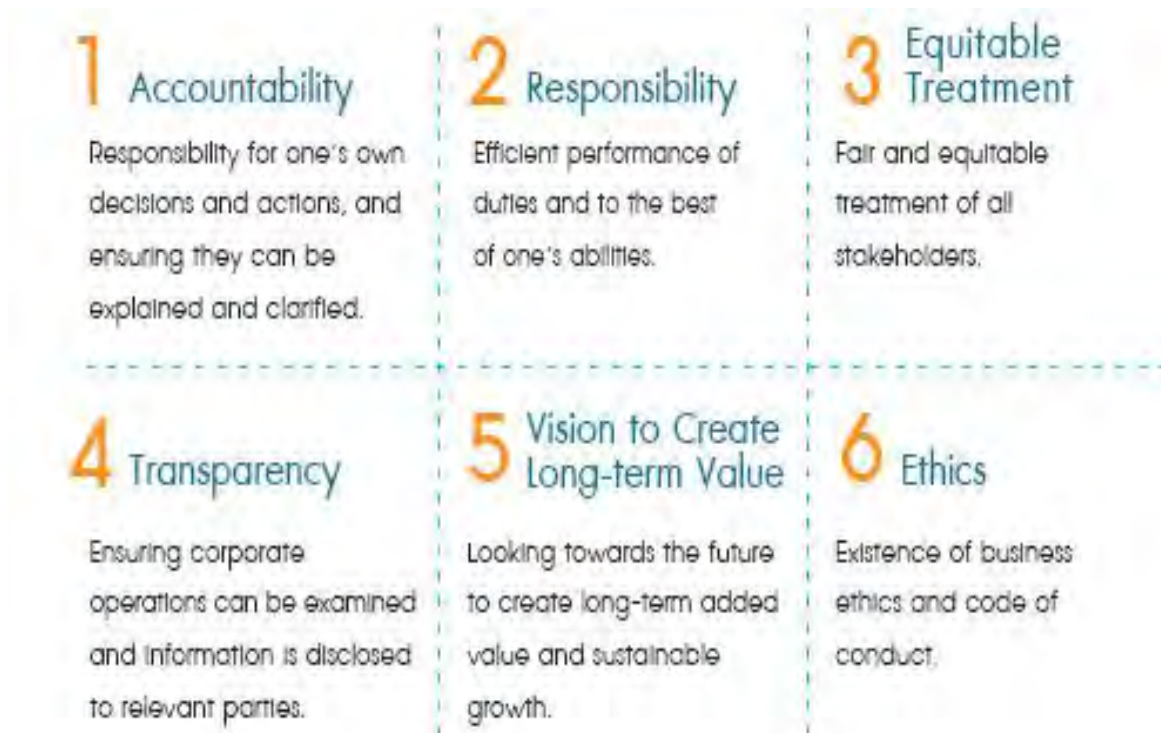 1 Accountability
Responsibility for one's own
decisions and actions, and
ensuring they can be
explained and clarified.
2 Responsibility
Efficient performance of
duties and to the best
of one's abilities.
3 Equitable
Treatment
Fair and equitable
treatment of all
stakeholders.
4 Transparency
Ensuring corporate
operations can be examined
and information is disclosed
to relevant parties.
5 Vision to Create
Long-term Value
Looking towards the future
to create long-term added
value and sustainable
growth.
6 Ethics
Existence of business
ethics and code of
conduct.